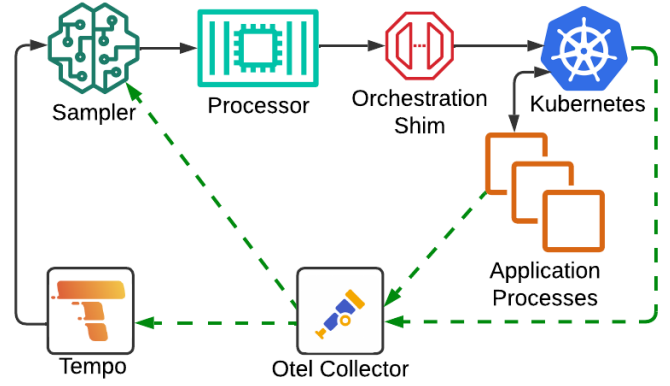 Sampler
Processor
Orchestration
Shim
Kubernetes
Application
Processes
Tempo
Otel Collector